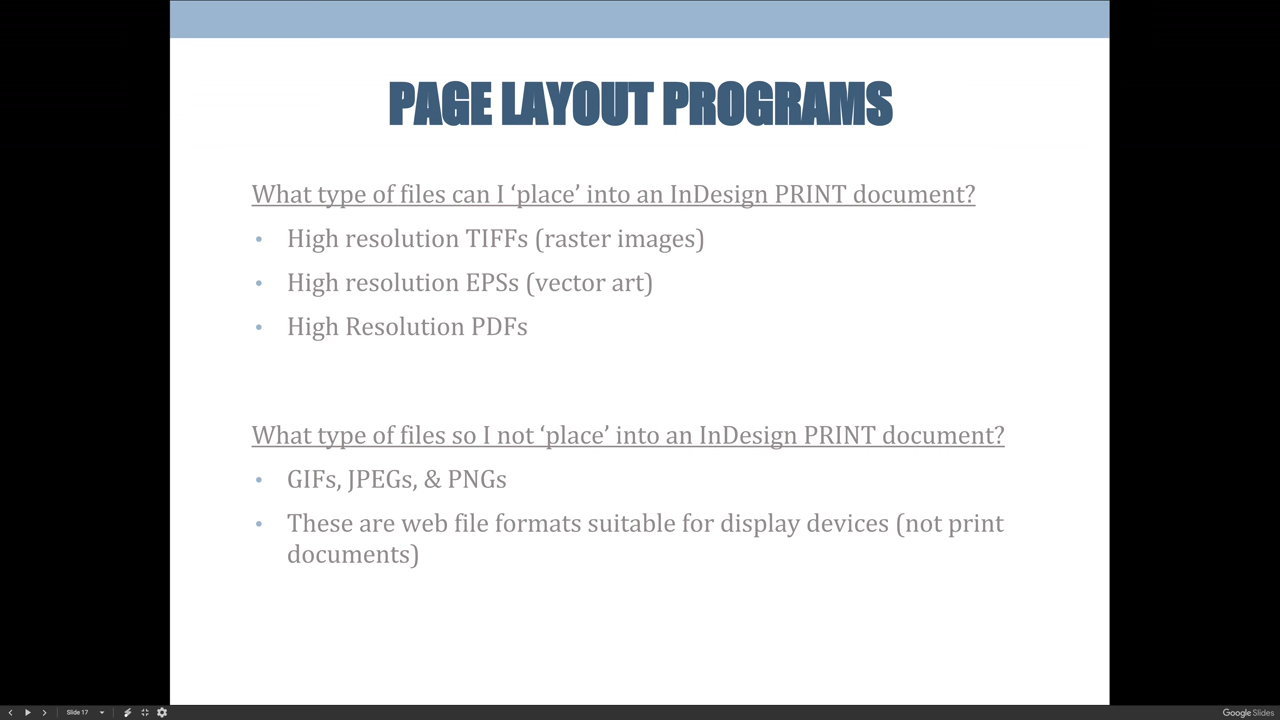 PAGE LAYOUT PROGRAMS
What type of files can I ‘place’ into an InDesign PRINT document?
• High resolution TIFFs (raster images)
• High resolution EPSs (vector art)
• High Resolution PDFs
What type of files so I not ‘place’ into an InDesign PRINT document?
• GIFs, JPEGs, & PNGs
• These are web file formats suitable for display devices (not print
documents)
Slide 17
Google Slides